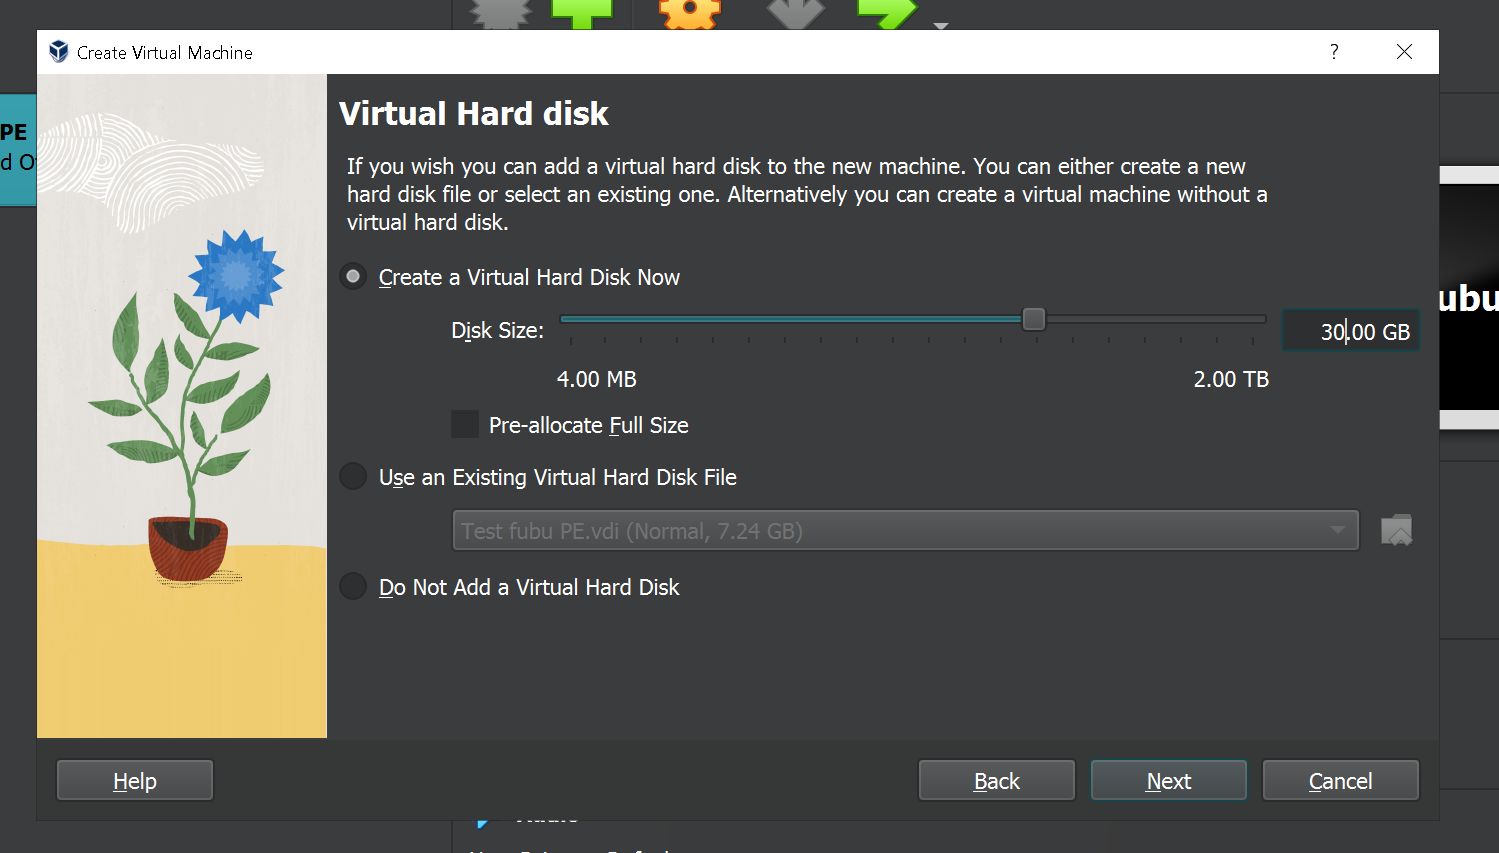 Create Virtual Machine
?
PE
Virtual Hard disk
If you wish you can add a virtual hard disk to the new machine. You can either create a new
hard disk file or select an existing one. Alternatively you can create a virtual machine without a
virtual hard disk.
Create a Virtual Hard Disk Now
Disk Size:
30.00 GB
4.00 MB
2.00 TB
Pre-allocate Full Size
Use an Existing Virtual Hard Disk File
Test fubu PE.vdi (Normal, 7.24 GB)
Do Not Add a Virtual Hard Disk
Help
Back
Next
Cancel